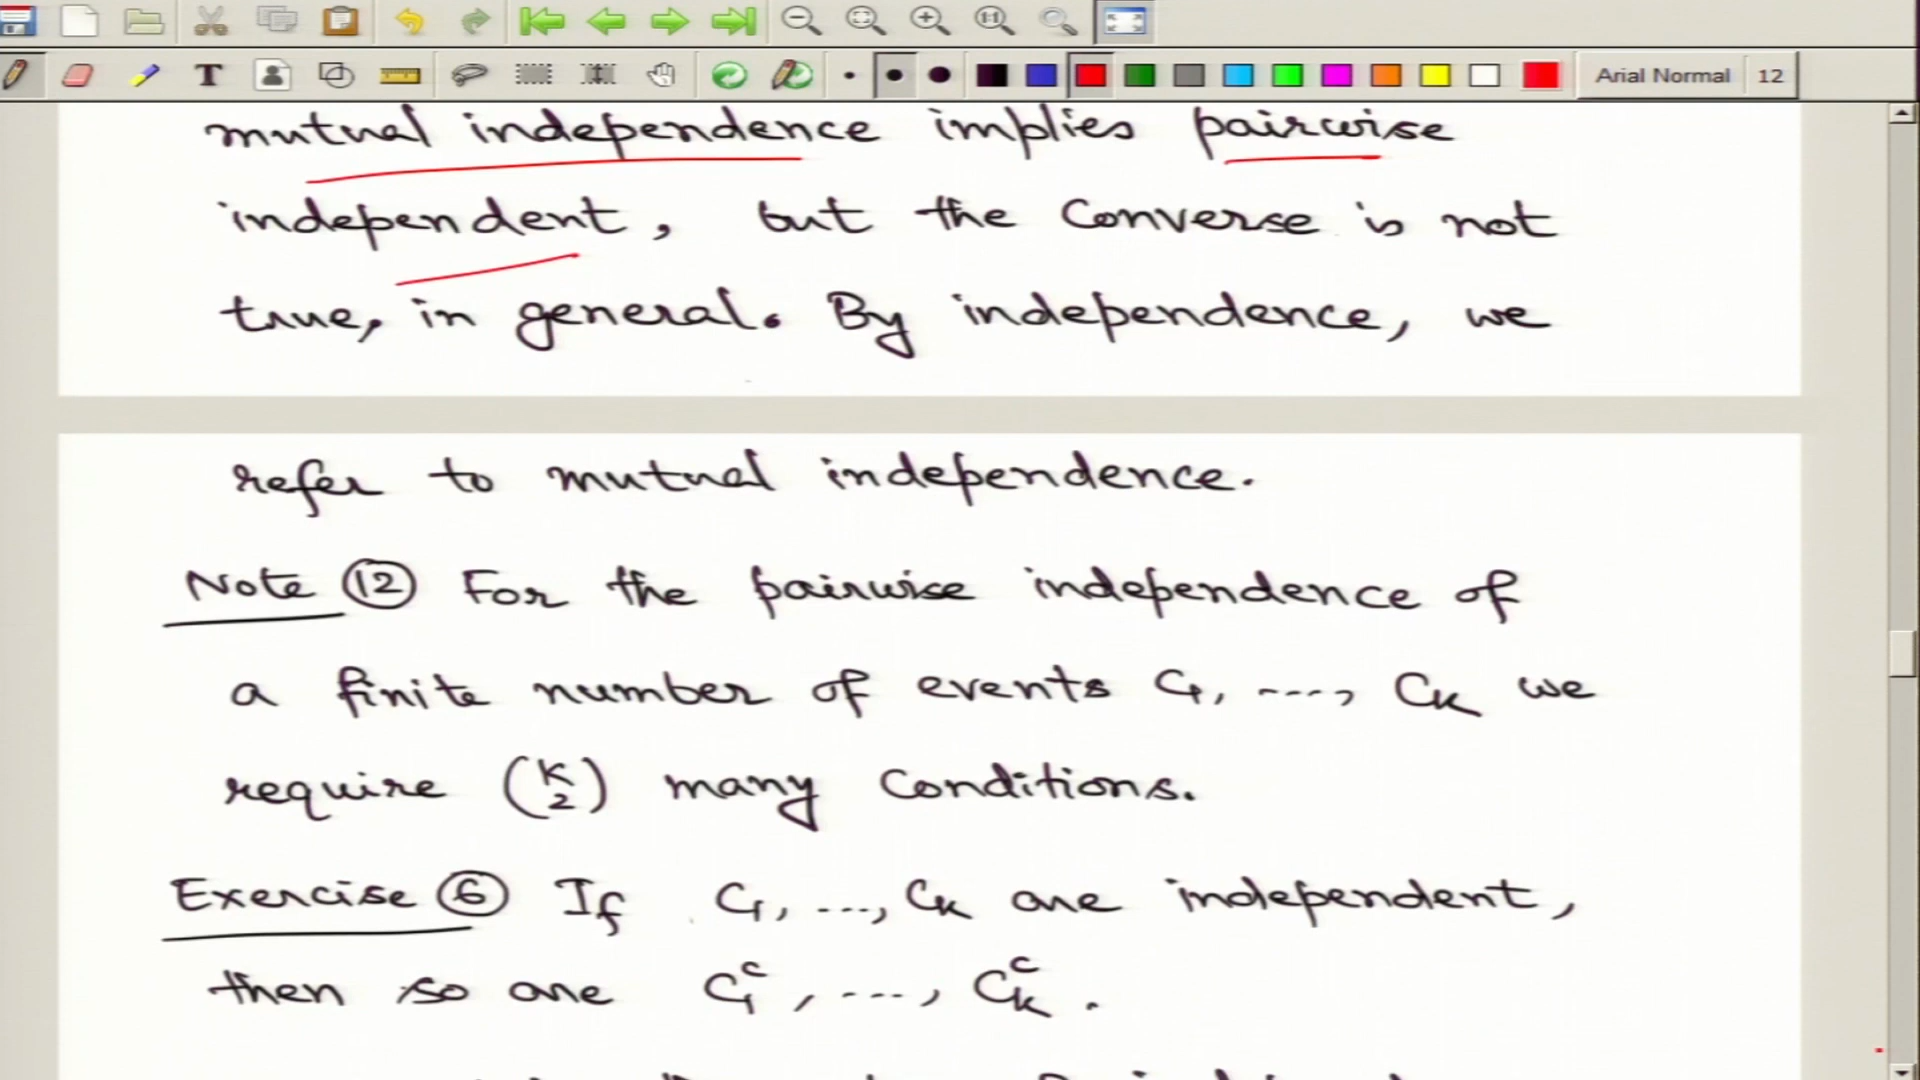 1:1
T
Arial Normal 12
mutual independence implies pairwise
independent, but the converse is not
true, in general. By independence, we
refer to mutual independence.
Note 12 For the pairwise independence of
a finite number of events C₁, ----, Cₖ we
require (K 2) many conditions.
Exercise 6 If C₁, ..., Cₖ are independent,
then so are C₁ᶜ, ---, Cₖᶜ.